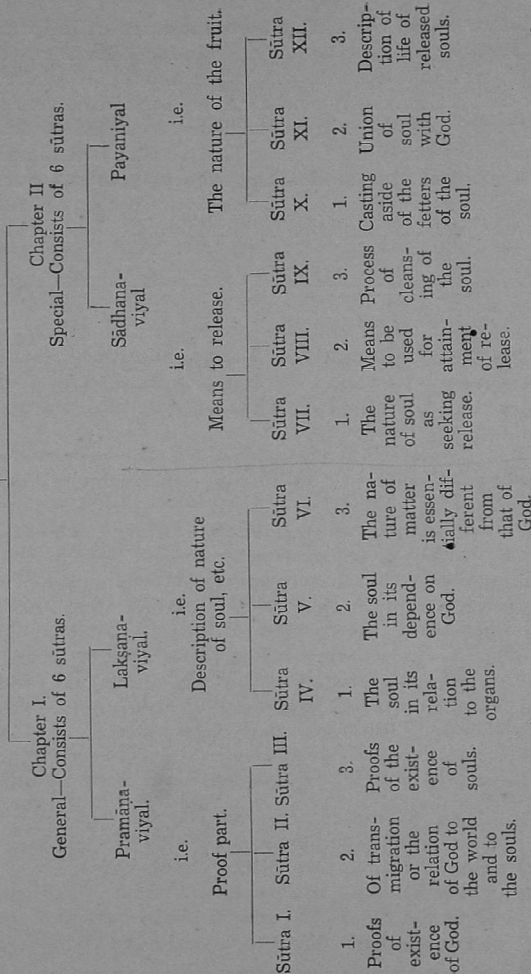 Chapter I.
General—Consists of 6 sūtras.
Pramāṇa-
viyal.
i.e.
Proof part.
Sūtra I.
1.
Proofs
of
exist-
ence
of God.
Sūtra II.
2.
Of trans-
migration
or the
relation
of God to
the world
and to
the souls.
Sūtra III.
3.
Proofs
of the
exist-
ence
of
souls.
Lakṣana-
viyal.
i.e.
Description of nature
of soul, etc.
Sūtra
IV.
1.
The
soul
in its
rela-
tion
to the
organs.
Sūtra
V.
2.
The soul
in its
depend-
ence on
God.
Sūtra
VI.
3.
The na-
ture of
matter
is essen-
tially dif-
ferent
from
that of
God.
Chapter II
Special—Consists of 6 sūtras.
Sādhana-
viyal
i.e.
Means to release.
Sūtra
VII.
1.
The
nature
of soul
as
seeking
release.
Sūtra
VIII.
2.
Means
to be
used
for
attain-
ment
of re-
lease.
Sūtra
IX.
3.
Process
of
cleans-
ing of
the
soul.
Payaniyal
i.e.
The nature of the fruit.
Sūtra
X.
1.
Casting
aside
of the
fetters
of the
soul.
Sūtra
XI.
2.
Union
of
soul
with
God.
Sūtra
XII.
3.
Descrip-
tion of
life of
released
souls.